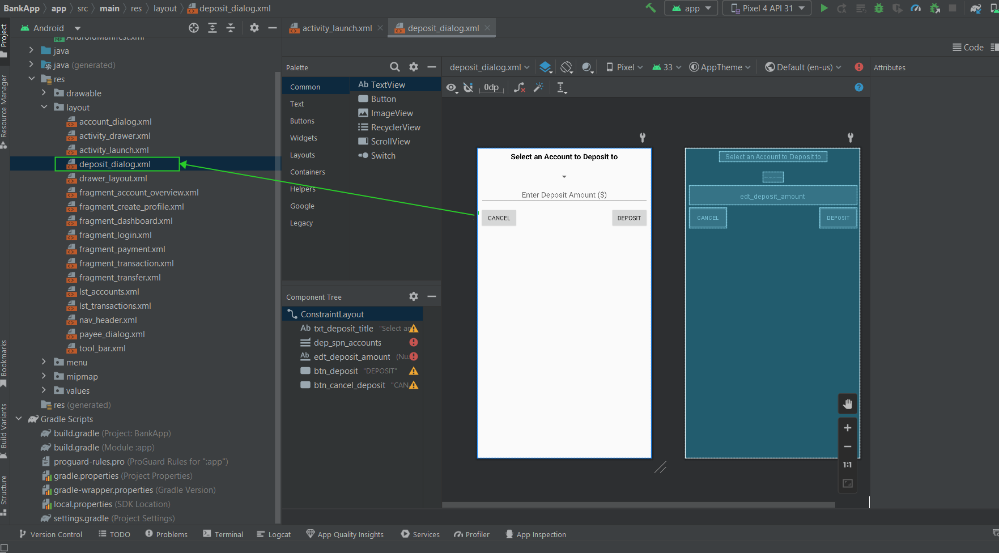 BankApp app src main res layout deposit_dialog.xml
app
Pixel 4 API 31
Project
Resource Manager
Bookmarks
Build Variants
Structure
Android
AndroidManifest.xml
java
java (generated)
res
drawable
layout
account_dialog.xml
activity_drawer.xml
activity_launch.xml
deposit_dialog.xml
drawer_layout.xml
fragment_account_overview.xml
fragment_create_profile.xml
fragment_dashboard.xml
fragment_login.xml
fragment_payment.xml
fragment_transaction.xml
fragment_transfer.xml
lst_accounts.xml
lst_transactions.xml
nav_header.xml
payee_dialog.xml
tool_bar.xml
menu
mipmap
values
res (generated)
Gradle Scripts
build.gradle (Project: BankApp)
build.gradle (Module :app)
proguard-rules.pro (ProGuard Rules for ":app")
gradle.properties (Project Properties)
gradle-wrapper.properties (Gradle Version)
local.properties (SDK Location)
settings.gradle (Project Settings)
activity_launch.xml
deposit_dialog.xml
Code
Palette
Common
Text
Buttons
Widgets
Layouts
Containers
Helpers
Google
Legacy
Ab TextView
Button
ImageView
RecyclerView
ScrollView
Switch
deposit_dialog.xml
Pixel
33
AppTheme
Default (en-us)
Attributes
0dp
Select an Account to Deposit to
Enter Deposit Amount ($)
CANCEL
DEPOSIT
Select an Account to Deposit to
edt_deposit_amount
CANCEL
DEPOSIT
1:1
Component Tree
ConstraintLayout
Ab txt_deposit_title "Select an
dep_spn_accounts
Ab edt_deposit_amount (Nu.
btn_deposit "DEPOSIT"
btn_cancel_deposit "CAN
Version Control
TODO
Problems
Terminal
Logcat
App Quality Insights
Services
Profiler
App Inspection